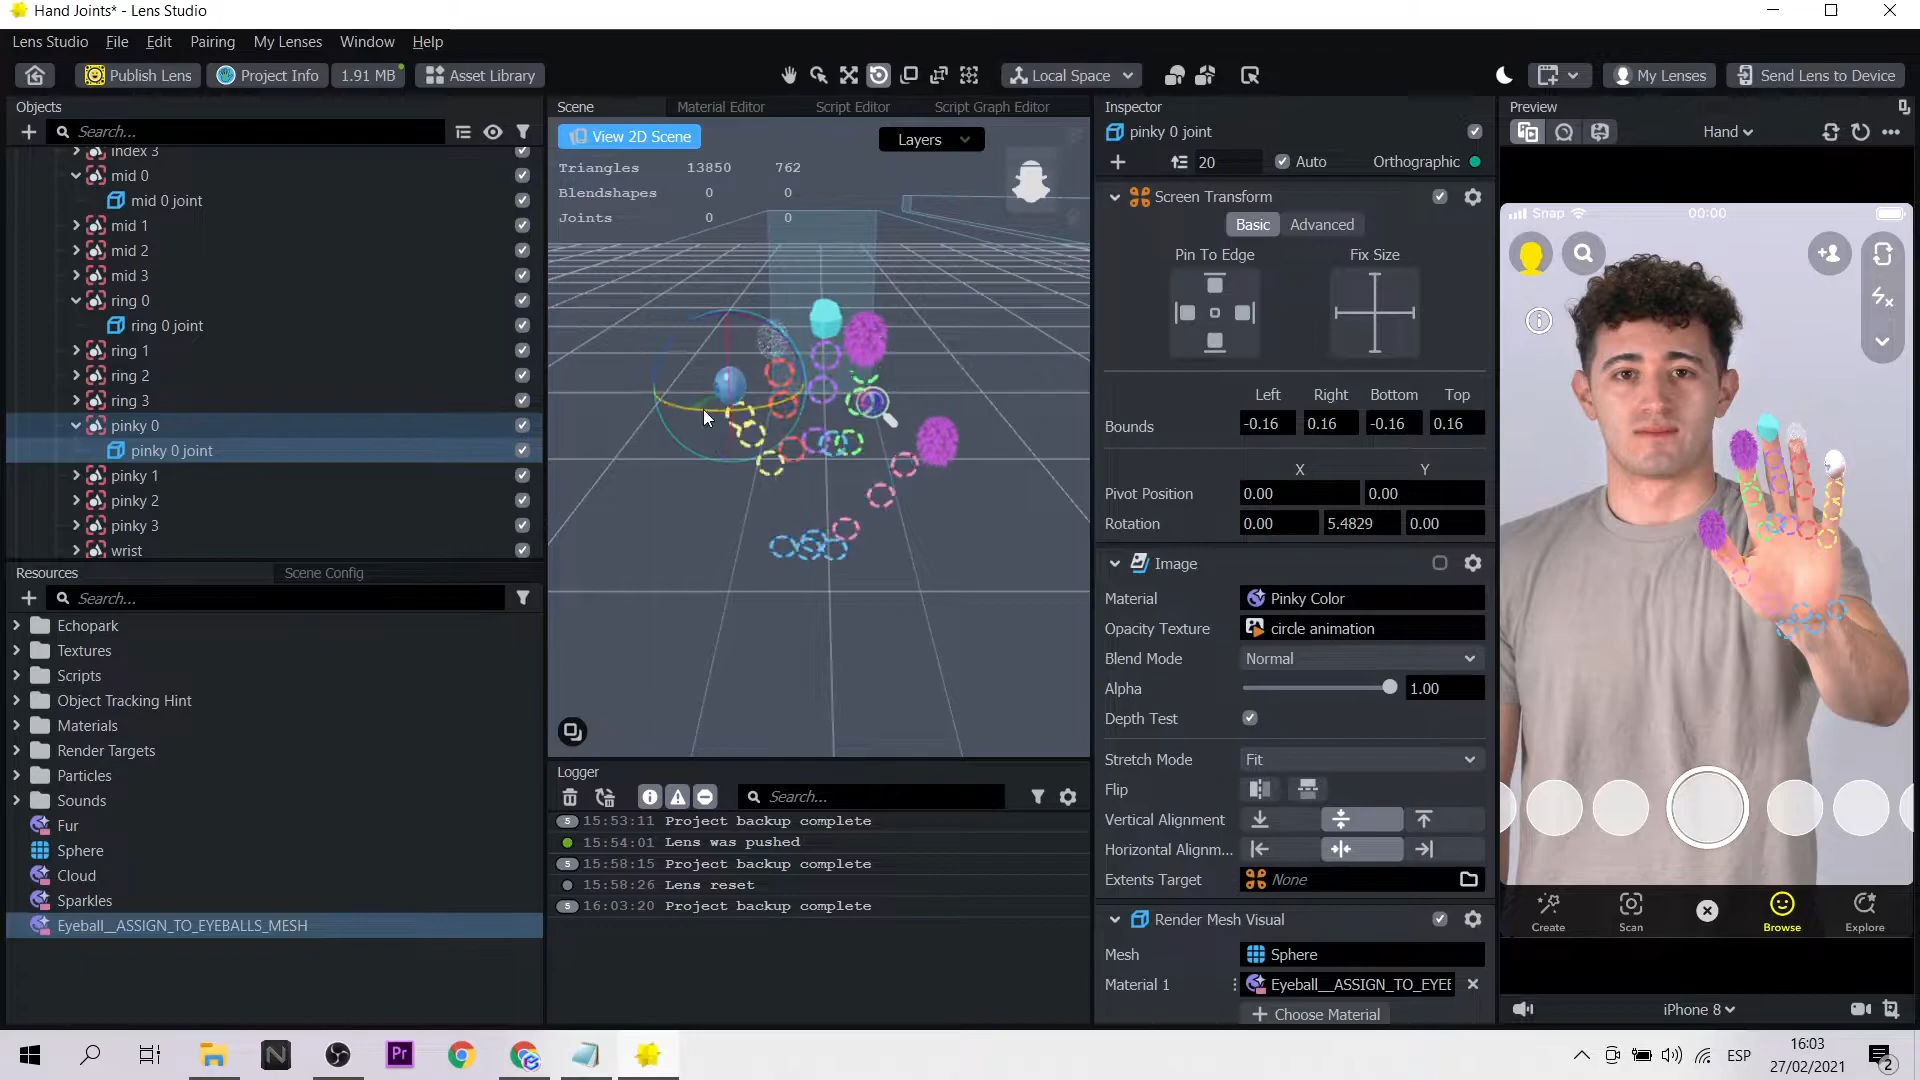 Hand Joints* - Lens Studio
Lens Studio File Edit Pairing My Lenses Window Help
Publish Lens Project Info 1.91 MB Asset Library
Local Space
My Lenses Send Lens to Device
Objects
Search...
index 3
mid 0
mid 0 joint
mid 1
mid 2
mid 3
ring 0
ring 0 joint
ring 1
ring 2
ring 3
pinky 0
pinky 0 joint
pinky 1
pinky 2
pinky 3
wrist
Resources Scene Config
Search...
Echopark
Textures
Scripts
Object Tracking Hint
Materials
Render Targets
Particles
Sounds
Fur
Sphere
Cloud
Sparkles
Eyeball__ASSIGN_TO_EYEBALLS_MESH
Scene Material Editor Script Editor Script Graph Editor
View 2D Scene Layers
Triangles 13850 762
Blendshapes 0 0
Joints 0 0
Logger
Search...
S 15:53:11 Project backup complete
15:54:01 Lens was pushed
S 15:58:15 Project backup complete
15:58:26 Lens reset
S 16:03:20 Project backup complete
Inspector
pinky 0 joint
20 Auto Orthographic
Screen Transform
Basic Advanced
Pin To Edge Fix Size
Left Right Bottom Top
Bounds -0.16 0.16 -0.16 0.16
X Y
Pivot Position 0.00 0.00
Rotation 0.00 5.4829 0.00
Image
Material Pinky Color
Opacity Texture circle animation
Blend Mode Normal
Alpha 1.00
Depth Test
Stretch Mode Fit
Flip
Vertical Alignment
Horizontal Alignm...
Extents Target None
Render Mesh Visual
Mesh Sphere
Material 1 Eyeball__ASSIGN_TO_EYEE
+ Choose Material
Preview
Hand
Snap 00:00
Create Scan Browse Explore
iPhone 8
N Pr
ESP
16:03
27/02/2021
2